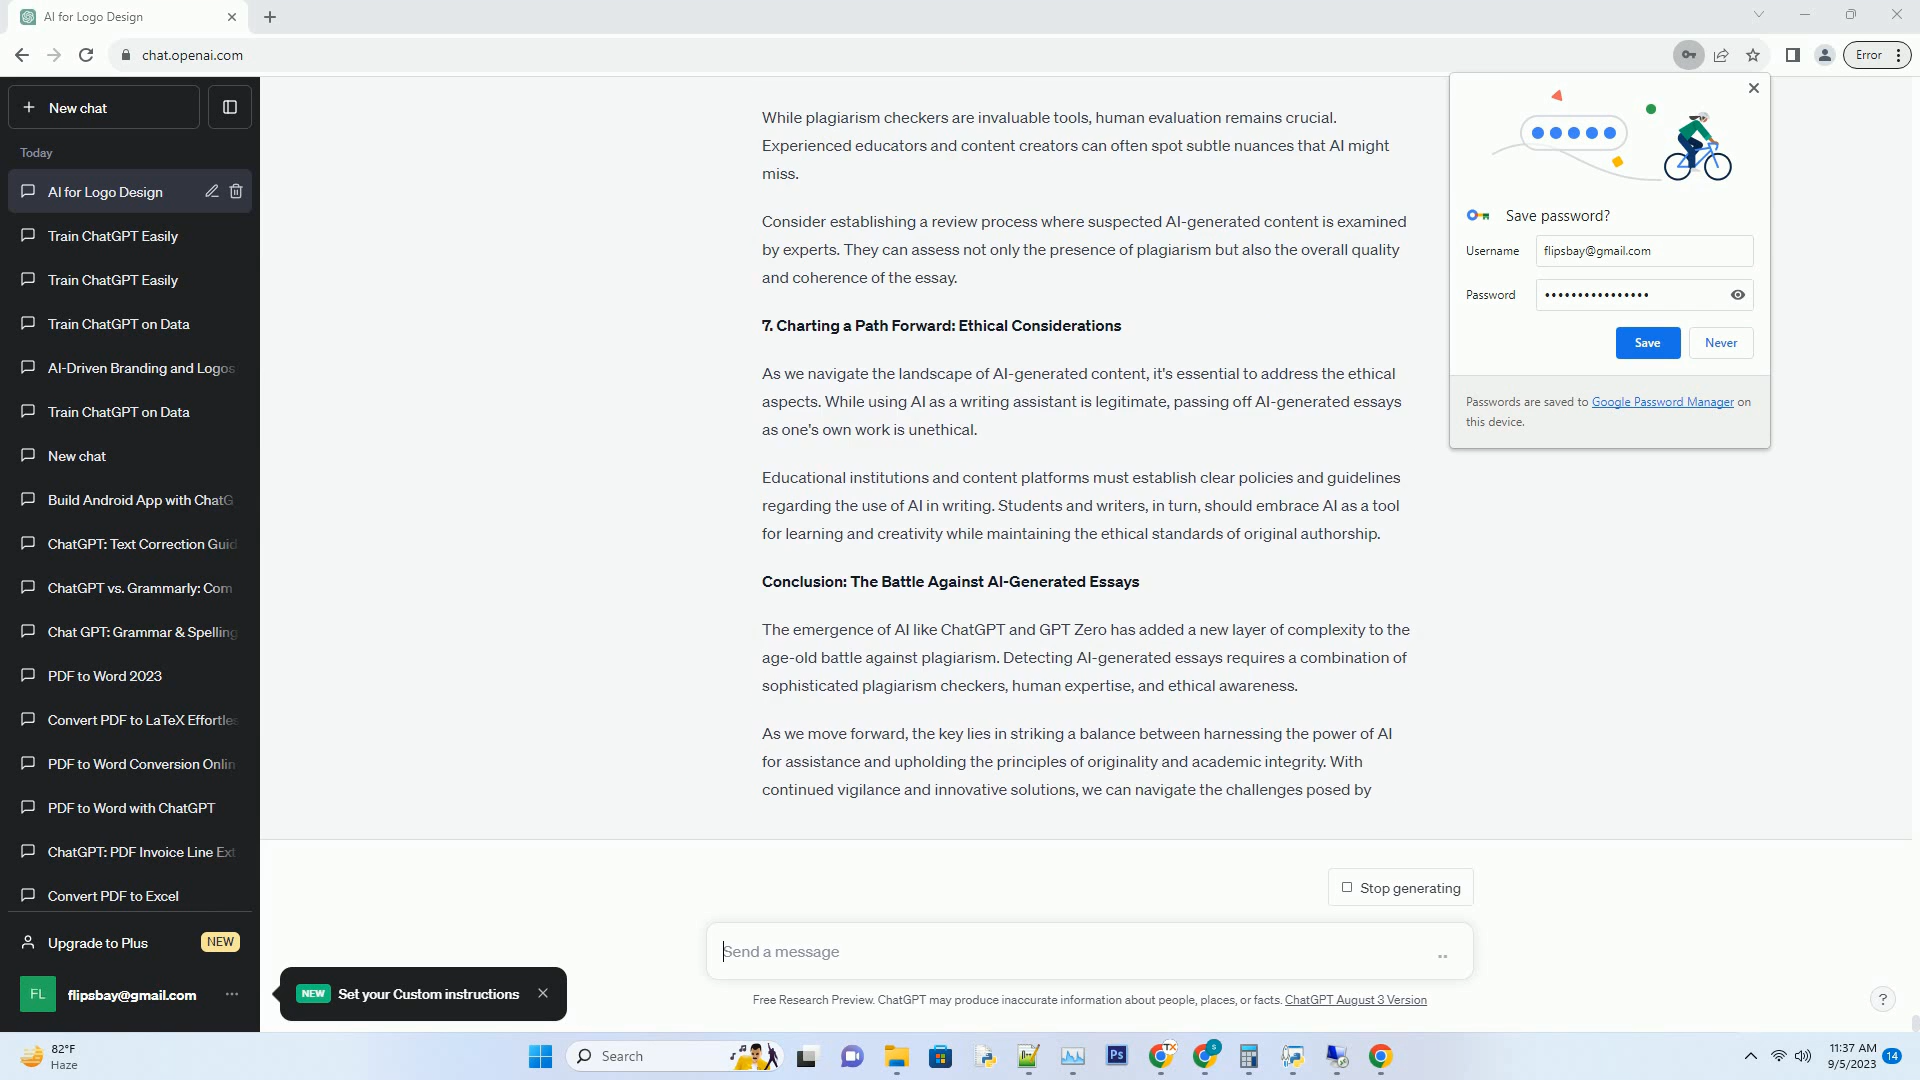 AI for Logo Design
chat.openai.com
Error
New chat
Today
AI for Logo Design
Train ChatGPT Easily
Train ChatGPT Easily
Train ChatGPT on Data
AI-Driven Branding and Logos
Train ChatGPT on Data
New chat
Build Android App with ChatG
ChatGPT: Text Correction Guid
ChatGPT vs. Grammarly: Com
Chat GPT: Grammar & Spelling
PDF to Word 2023
Convert PDF to LaTeX Effortle
PDF to Word Conversion Onlin
PDF to Word with ChatGPT
ChatGPT: PDF Invoice Line Ext
Convert PDF to Excel
Upgrade to Plus
NEW
FL
flipsbay@gmail.com
While plagiarism checkers are invaluable tools, human evaluation remains crucial.
Experienced educators and content creators can often spot subtle nuances that AI might
miss.
Consider establishing a review process where suspected AI-generated content is examined
by experts. They can assess not only the presence of plagiarism but also the overall quality
and coherence of the essay.
7. Charting a Path Forward: Ethical Considerations
As we navigate the landscape of AI-generated content, it's essential to address the ethical
aspects. While using AI as a writing assistant is legitimate, passing off AI-generated essays
as one's own work is unethical.
Educational institutions and content platforms must establish clear policies and guidelines
regarding the use of AI in writing. Students and writers, in turn, should embrace AI as a tool
for learning and creativity while maintaining the ethical standards of original authorship.
Conclusion: The Battle Against AI-Generated Essays
The emergence of AI like ChatGPT and GPT Zero has added a new layer of complexity to the
age-old battle against plagiarism. Detecting AI-generated essays requires a combination of
sophisticated plagiarism checkers, human expertise, and ethical awareness.
As we move forward, the key lies in striking a balance between harnessing the power of AI
for assistance and upholding the principles of originality and academic integrity. With
continued vigilance and innovative solutions, we can navigate the challenges posed by
Stop generating
Send a message
Free Research Preview. ChatGPT may produce inaccurate information about people, places, or facts. ChatGPT August 3 Version
NEW Set your Custom instructions
?
Save password?
Username flipsbay@gmail.com
Password ••••••••••••••••
Save
Never
Passwords are saved to Google Password Manager on
this device.
82°F
Haze
Search
Ps
TX
S
11:37 AM
9/5/2023
14